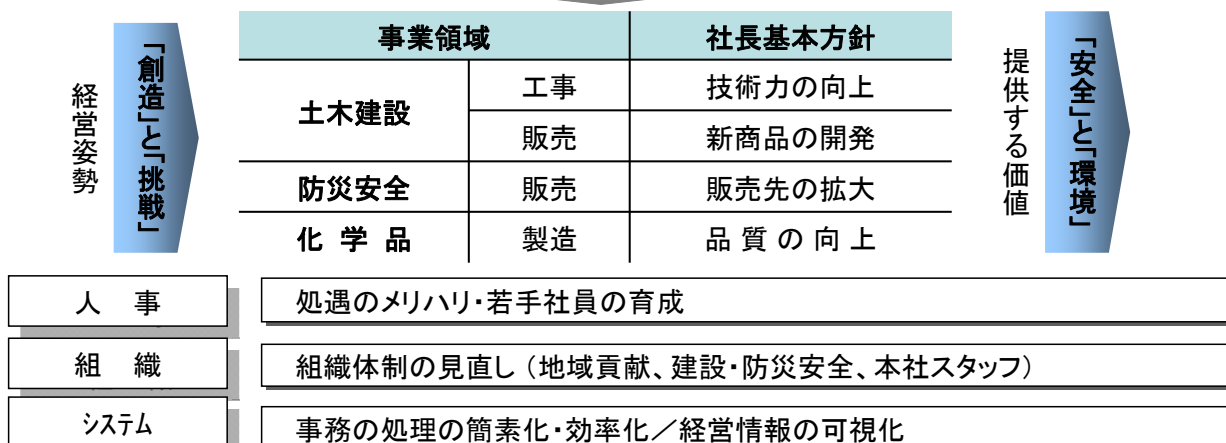 経営姿勢
「創造」と「挑戦」
事業領域 社長基本方針
土木建設 工事 技術力の向上
販売 新商品の開発
防災安全 販売 販売先の拡大
化 学 品 製造 品 質 の 向 上
提供する価値
「安全」と「環境」
人 事 処遇のメリハリ・若手社員の育成
組 織 組織体制の見直し（地域貢献、建設・防災安全、本社スタッフ）
システム 事務の処理の簡素化・効率化／経営情報の可視化